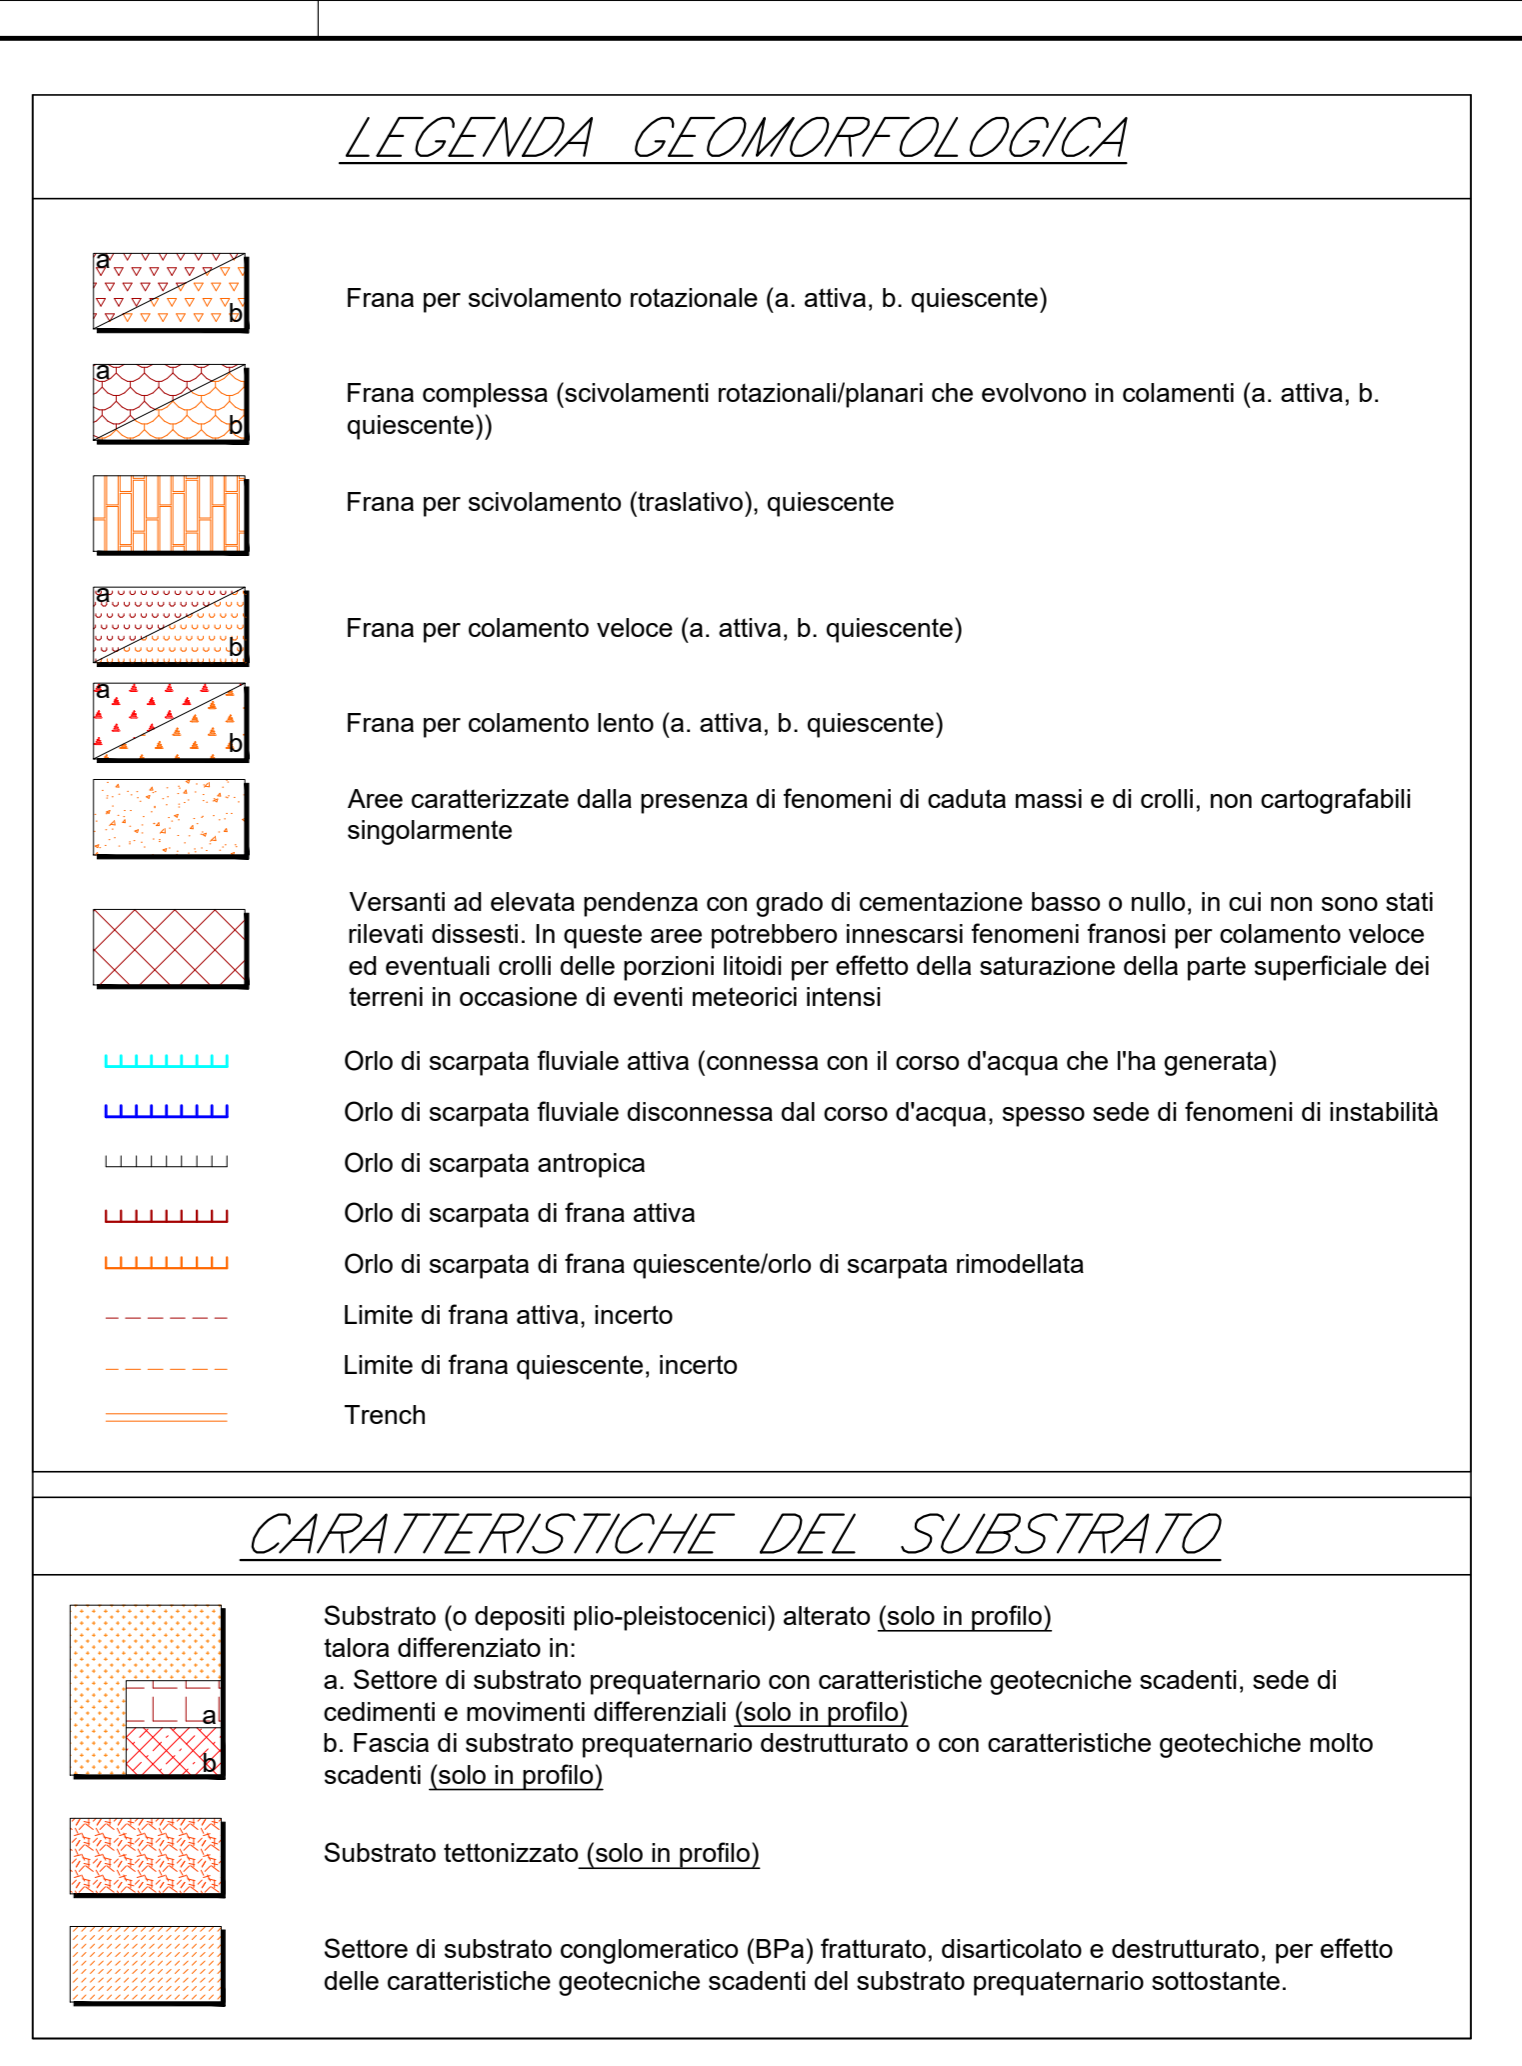 LEGENDA GEOMORFOLOGICA
a
b
Frana per scivolamento rotazionale (a. attiva, b. quiescente)
a
b
Frana complessa (scivolamenti rotazionali/planari che evolvono in colamenti (a. attiva, b.
quiescente))
Frana per scivolamento (traslativo), quiescente
a
b
Frana per colamento veloce (a. attiva, b. quiescente)
a
b
Frana per colamento lento (a. attiva, b. quiescente)
Aree caratterizzate dalla presenza di fenomeni di caduta massi e di crolli, non cartografabili
singolarmente
Versanti ad elevata pendenza con grado di cementazione basso o nullo, in cui non sono stati
rilevati dissesti. In queste aree potrebbero innescarsi fenomeni franosi per colamento veloce
ed eventuali crolli delle porzioni litoidi per effetto della saturazione della parte superficiale dei
terreni in occasione di eventi meteorici intensi
Orlo di scarpata fluviale attiva (connessa con il corso d'acqua che l'ha generata)
Orlo di scarpata fluviale disconnessa dal corso d'acqua, spesso sede di fenomeni di instabilità
Orlo di scarpata antropica
Orlo di scarpata di frana attiva
Orlo di scarpata di frana quiescente/orlo di scarpata rimodellata
Limite di frana attiva, incerto
Limite di frana quiescente, incerto
Trench
CARATTERISTICHE DEL SUBSTRATO
Substrato (o depositi plio-pleistocenici) alterato (solo in profilo)
talora differenziato in:
a. Settore di substrato prequaternario con caratteristiche geotecniche scadenti, sede di
cedimenti e movimenti differenziali (solo in profilo)
b. Fascia di substrato prequaternario destrutturato o con caratteristiche geotechiche molto
scadenti (solo in profilo)
a
b
Substrato tettonizzato (solo in profilo)
Settore di substrato conglomeratico (BPa) fratturato, disarticolato e destrutturato, per effetto
delle caratteristiche geotecniche scadenti del substrato prequaternario sottostante.